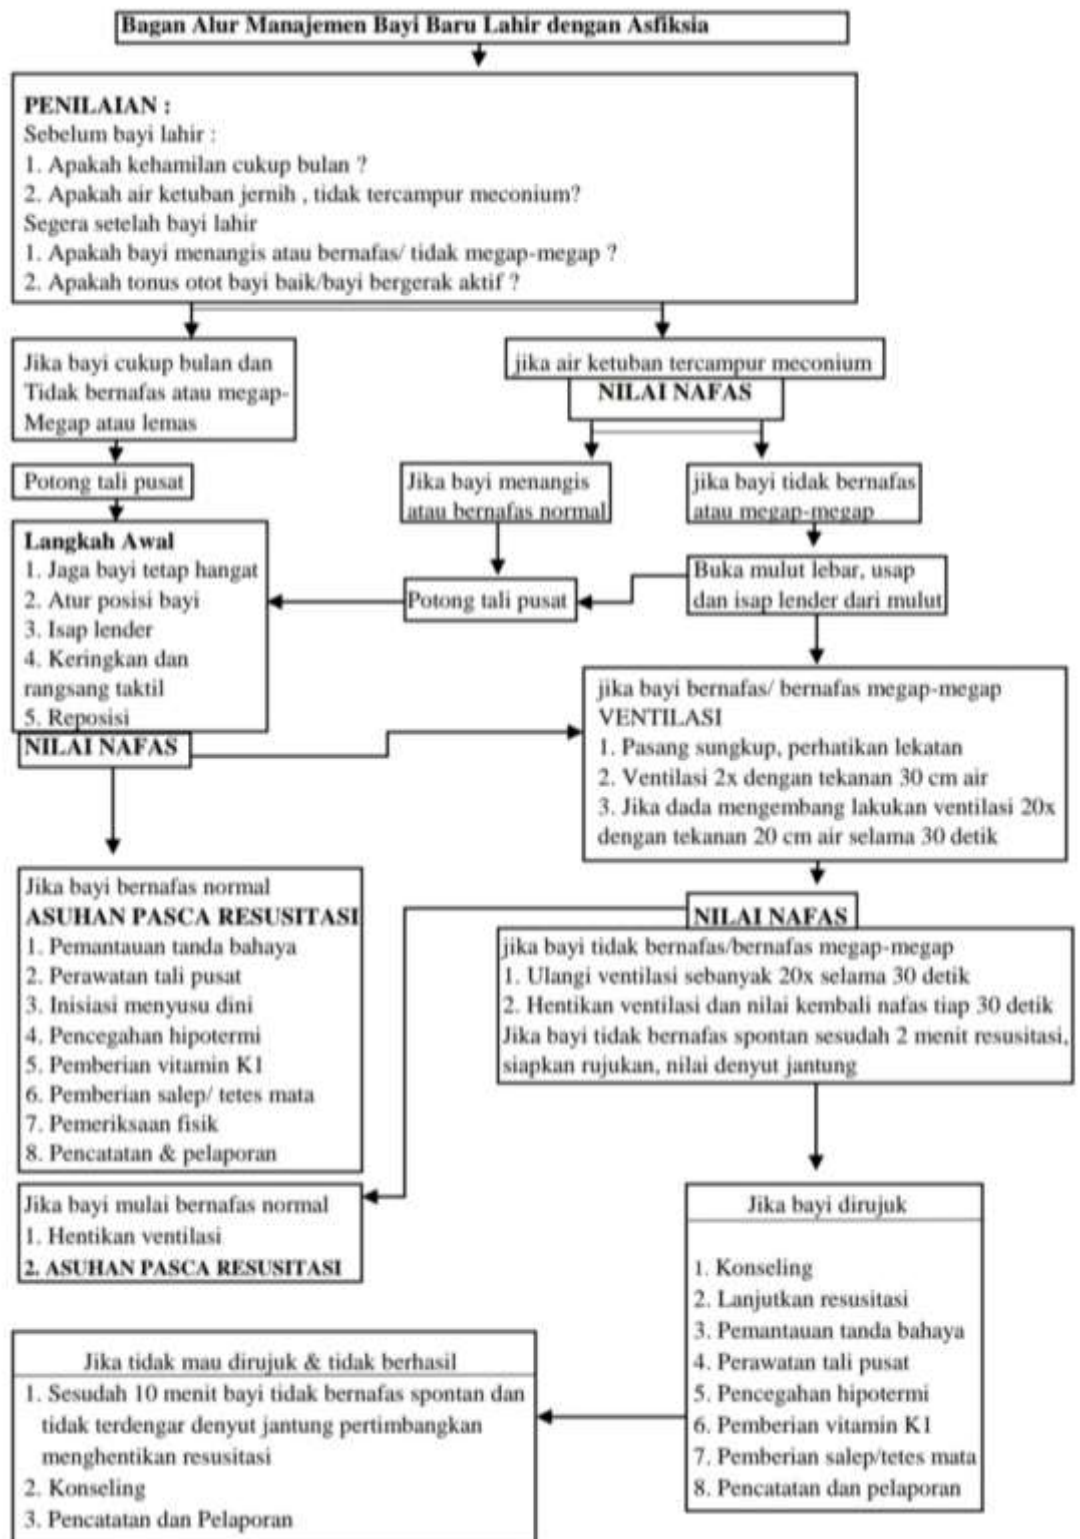 Bagan Alur Manajemen Bayi Baru Lahir dengan Asfiksia
PENILAIAN :
Sebelum bayi lahir :
1. Apakah kehamilan cukup bulan ?
2. Apakah air ketuban jernih , tidak tercampur meconium?
Segera setelah bayi lahir
1. Apakah bayi menangis atau bernafas/ tidak megap-megap ?
2. Apakah tonus otot bayi baik/bayi bergerak aktif ?
Jika bayi cukup bulan dan
Tidak bernafas atau megap-
Megap atau lemas
jika air ketuban tercampur meconium
NILAI NAFAS
Potong tali pusat
Jika bayi menangis
atau bernafas normal
jika bayi tidak bernafas
atau megap-megap
Langkah Awal
1. Jaga bayi tetap hangat
2. Atur posisi bayi
3. Isap lender
4. Keringkan dan
rangsang taktil
5. Reposisi
NILAI NAFAS
Potong tali pusat
Buka mulut lebar, usap
dan isap lender dari mulut
jika bayi bernafas/ bernafas megap-megap
VENTILASI
1. Pasang sungkup, perhatikan lekatan
2. Ventilasi 2x dengan tekanan 30 cm air
3. Jika dada mengembang lakukan ventilasi 20x
dengan tekanan 20 cm air selama 30 detik
Jika bayi bernafas normal
ASUHAN PASCA RESUSITASI
1. Pemantauan tanda bahaya
2. Perawatan tali pusat
3. Inisiasi menyusu dini
4. Pencegahan hipotermi
5. Pemberian vitamin K1
6. Pemberian salep/ tetes mata
7. Pemeriksaan fisik
8. Pencatatan & pelaporan
NILAI NAFAS
jika bayi tidak bernafas/bernafas megap-megap
1. Ulangi ventilasi sebanyak 20x selama 30 detik
2. Hentikan ventilasi dan nilai kembali nafas tiap 30 detik
Jika bayi tidak bernafas spontan sesudah 2 menit resusitasi,
siapkan rujukan, nilai denyut jantung
Jika bayi mulai bernafas normal
1. Hentikan ventilasi
2. ASUHAN PASCA RESUSITASI
Jika bayi dirujuk
1. Konseling
2. Lanjutkan resusitasi
3. Pemantauan tanda bahaya
4. Perawatan tali pusat
5. Pencegahan hipotermi
6. Pemberian vitamin K1
7. Pemberian salep/tetes mata
8. Pencatatan dan pelaporan
Jika tidak mau dirujuk & tidak berhasil
1. Sesudah 10 menit bayi tidak bernafas spontan dan
tidak terdengar denyut jantung pertimbangkan
menghentikan resusitasi
2. Konseling
3. Pencatatan dan Pelaporan